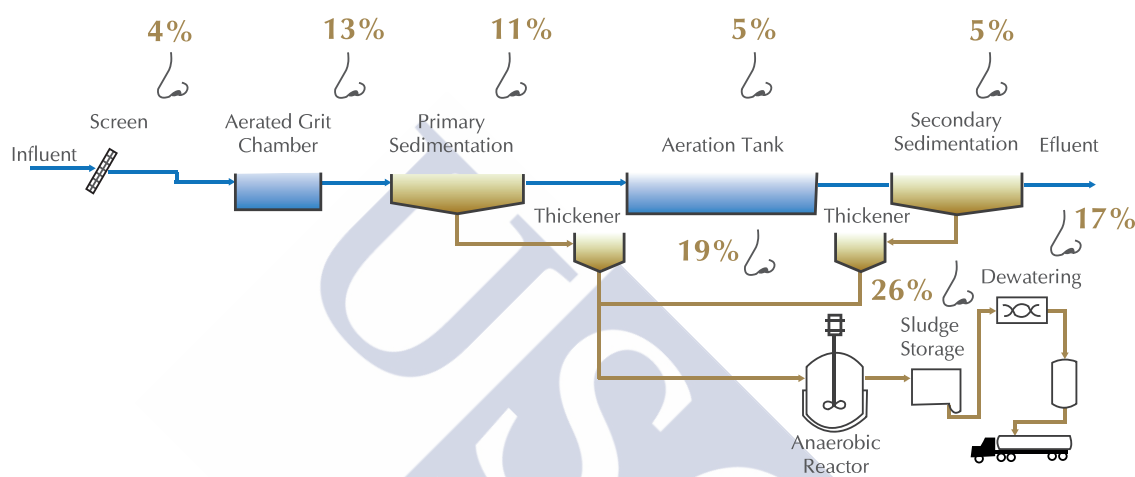 4%
13%
11%
5%
5%
Screen
Aerated Grit
Chamber
Primary
Sedimentation
Aeration Tank
Secondary
Sedimentation
Influent
Efluent
Thickener
Thickener
19%
17%
26%
Dewatering
Sludge
Storage
Anaerobic
Reactor
USC